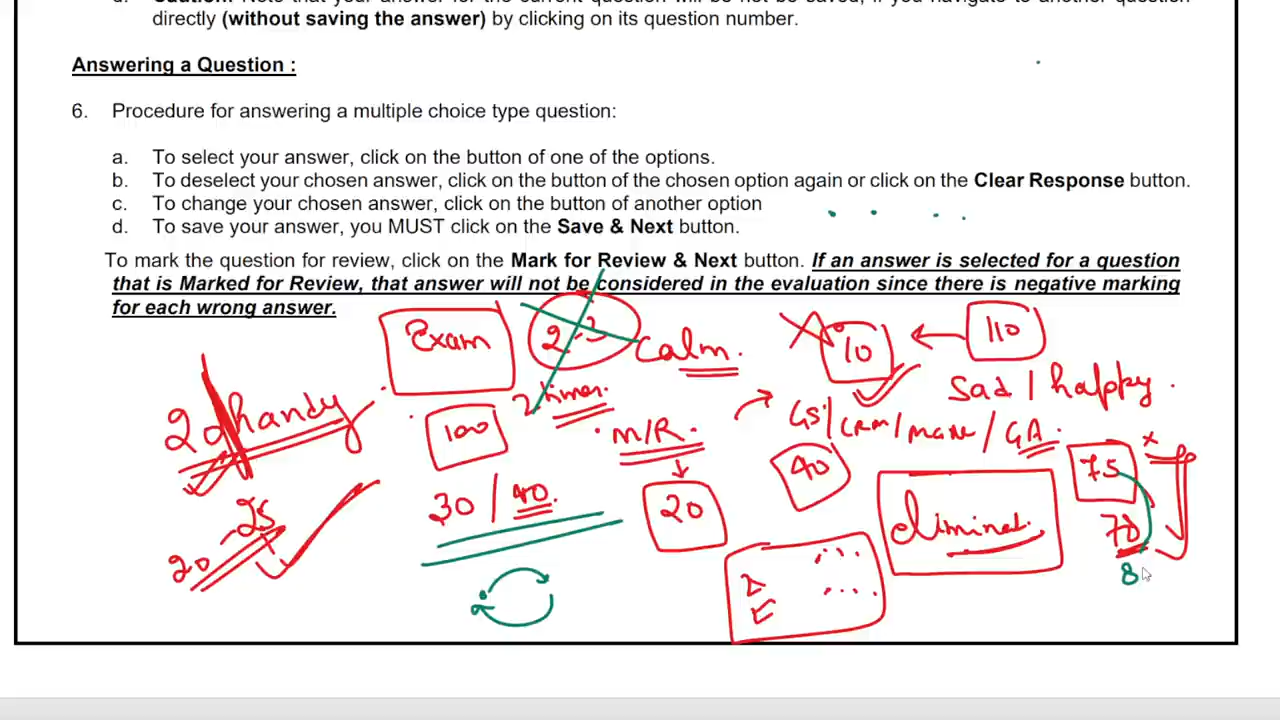 directly (without saving the answer) by clicking on its question number.
Answering a Question :
6. Procedure for answering a multiple choice type question:
a. To select your answer, click on the button of one of the options.
b. To deselect your chosen answer, click on the button of the chosen option again or click on the Clear Response button.
c. To change your chosen answer, click on the button of another option
d. To save your answer, you MUST click on the Save & Next button.
To mark the question for review, click on the Mark for Review & Next button. If an answer is selected for a question
that is Marked for Review, that answer will not be considered in the evaluation since there is negative marking
for each wrong answer.
Exam 2-3 calm. 10 110
Sad / happy.
2 handy 100 2 times. M/R. GS/ /GA
40 75
20-25 30 / 40. 20 eliminat. 70
8